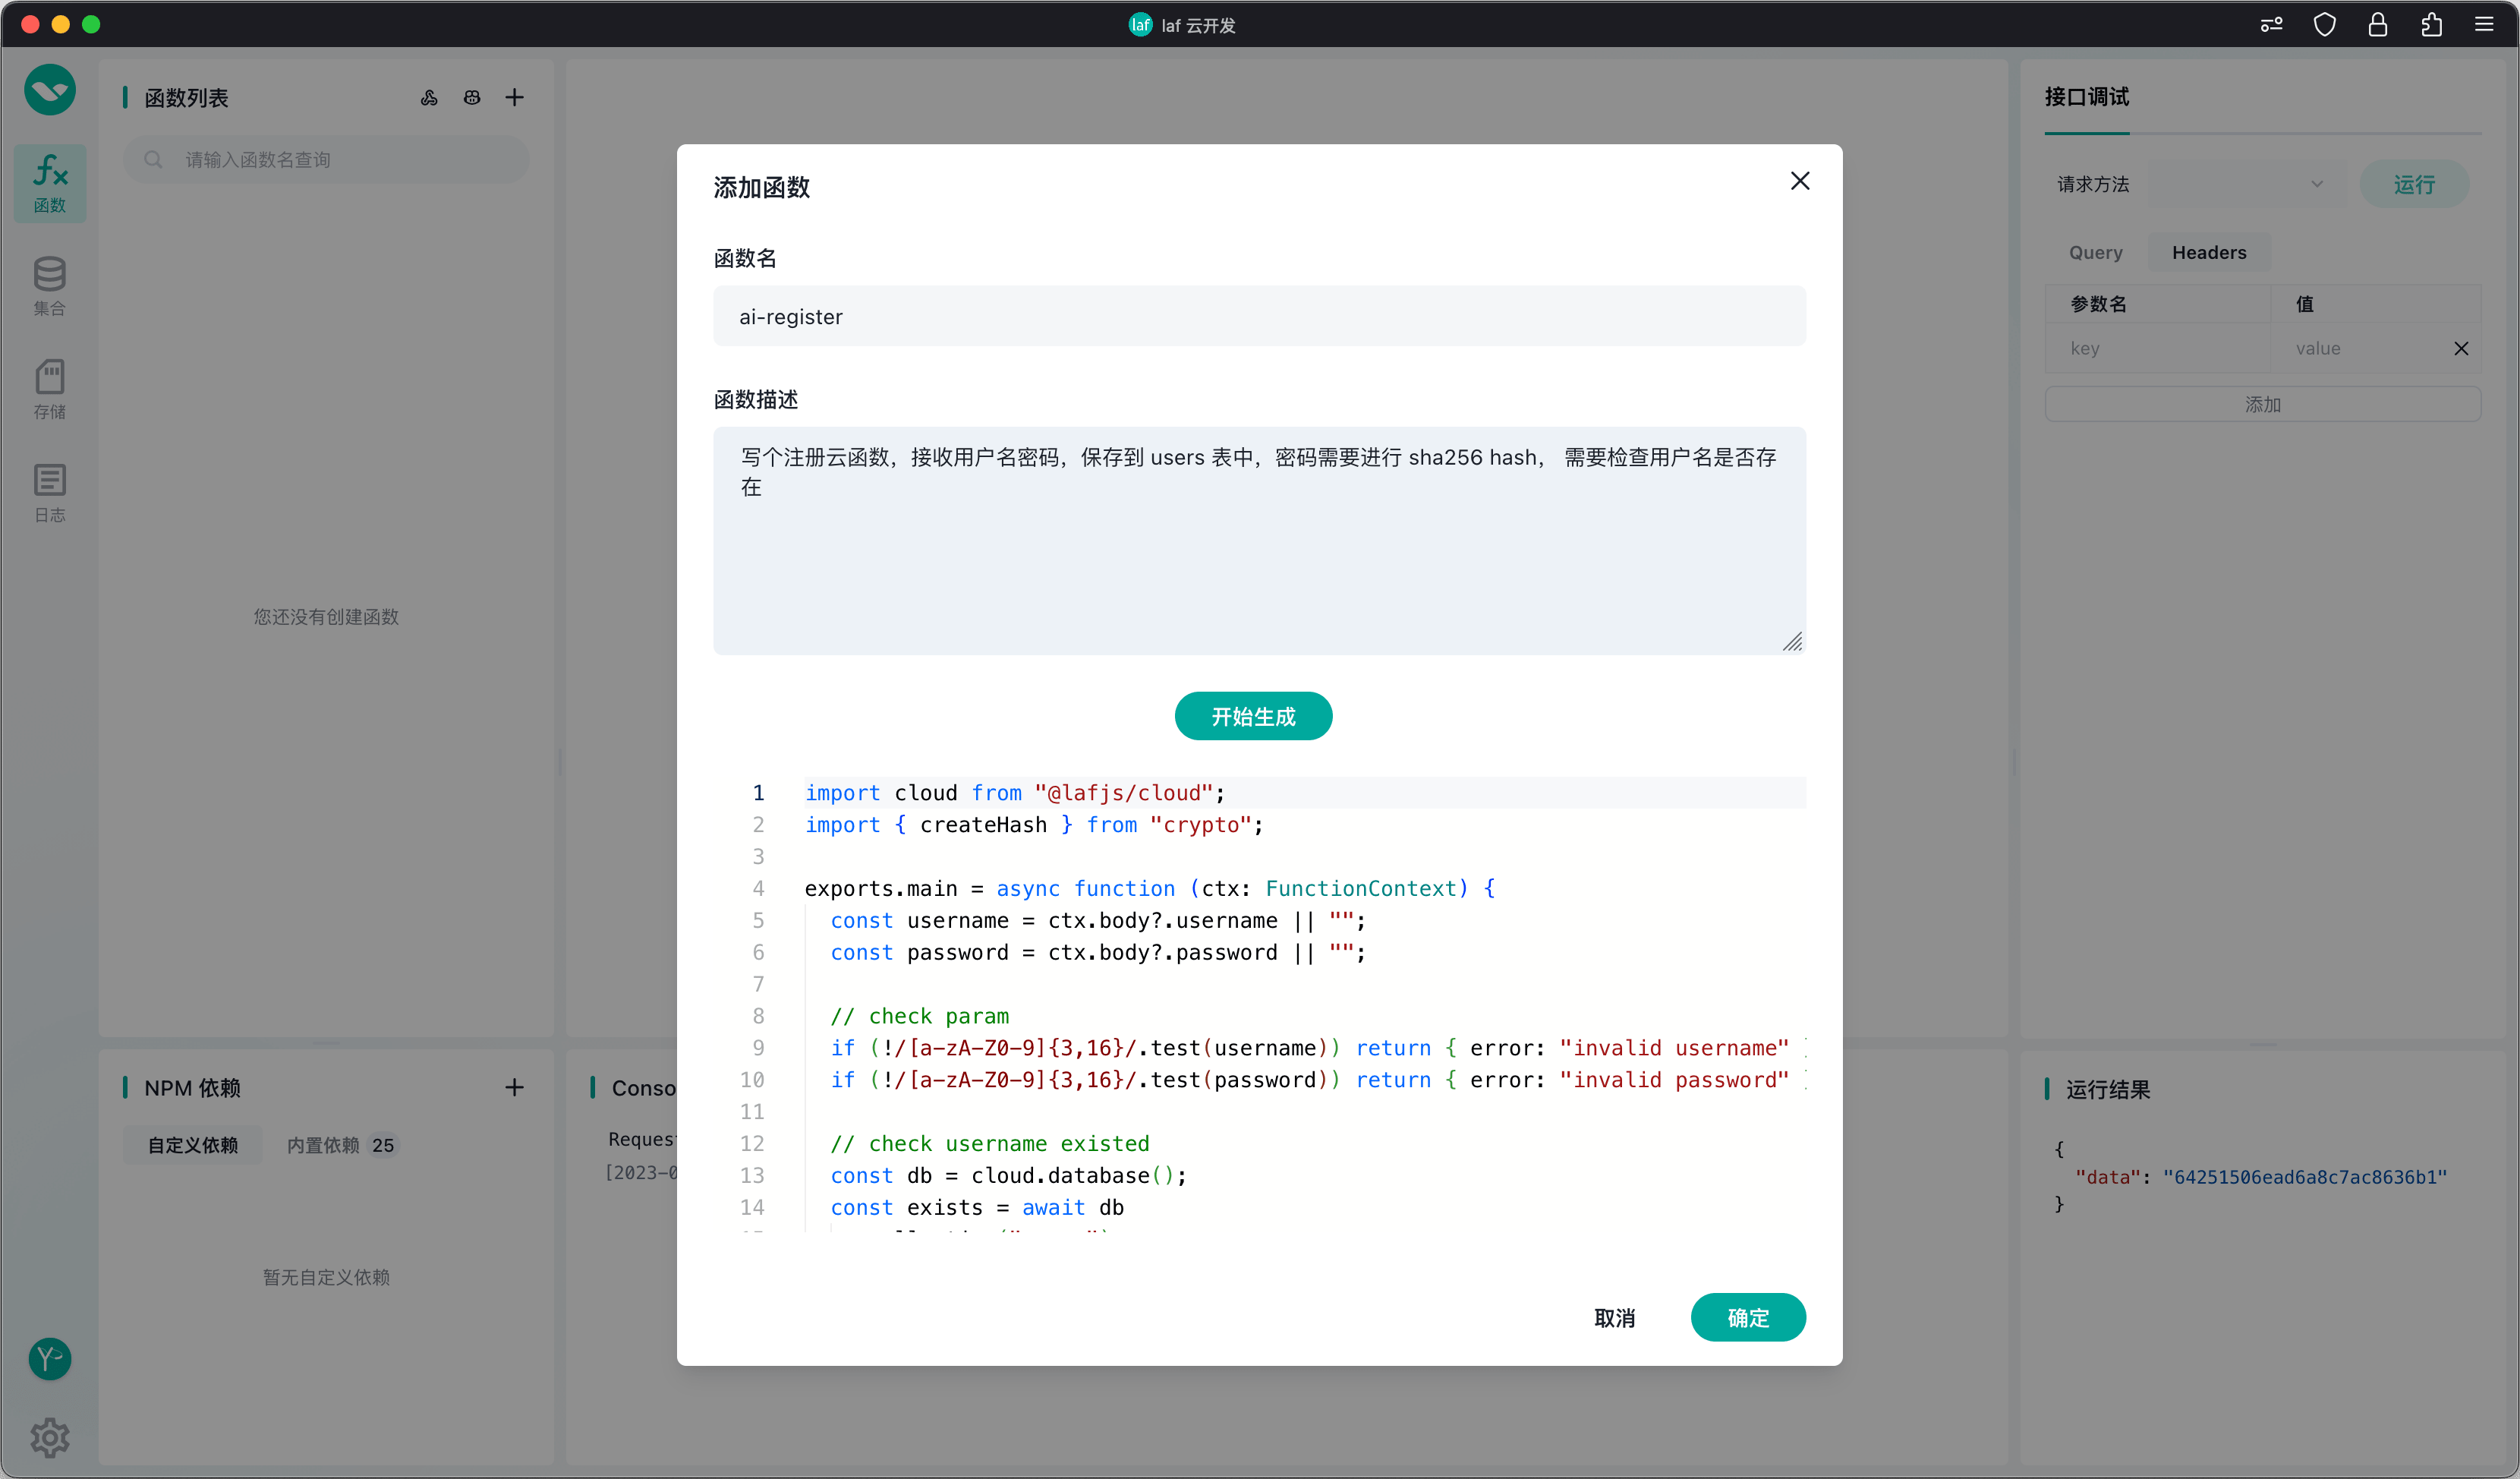 laf laf 云开发
函数列表
请输入函数名查询
函数
集合
存储
日志
您还没有创建函数
NPM 依赖
自定义依赖 内置依赖 25
暂无自定义依赖
Conso
Reques
[2023-0
添加函数
函数名
ai-register
函数描述
写个注册云函数，接收用户名密码，保存到 users 表中，密码需要进行 sha256 hash， 需要检查用户名是否存
在
开始生成
1 import cloud from "@lafjs/cloud";
2 import { createHash } from "crypto";
3
4 exports.main = async function (ctx: FunctionContext) {
5 const username = ctx.body?.username || "";
6 const password = ctx.body?.password || "";
7
8 // check param
9 if (!/[a-zA-Z0-9]{3,16}/.test(username)) return { error: "invalid username"
10 if (!/[a-zA-Z0-9]{3,16}/.test(password)) return { error: "invalid password"
11
12 // check username existed
13 const db = cloud.database();
14 const exists = await db
取消 确定
接口调试
请求方法 运行
Query Headers
参数名 值
key value
添加
运行结果
{
"data": "64251506ead6a8c7ac8636b1"
}